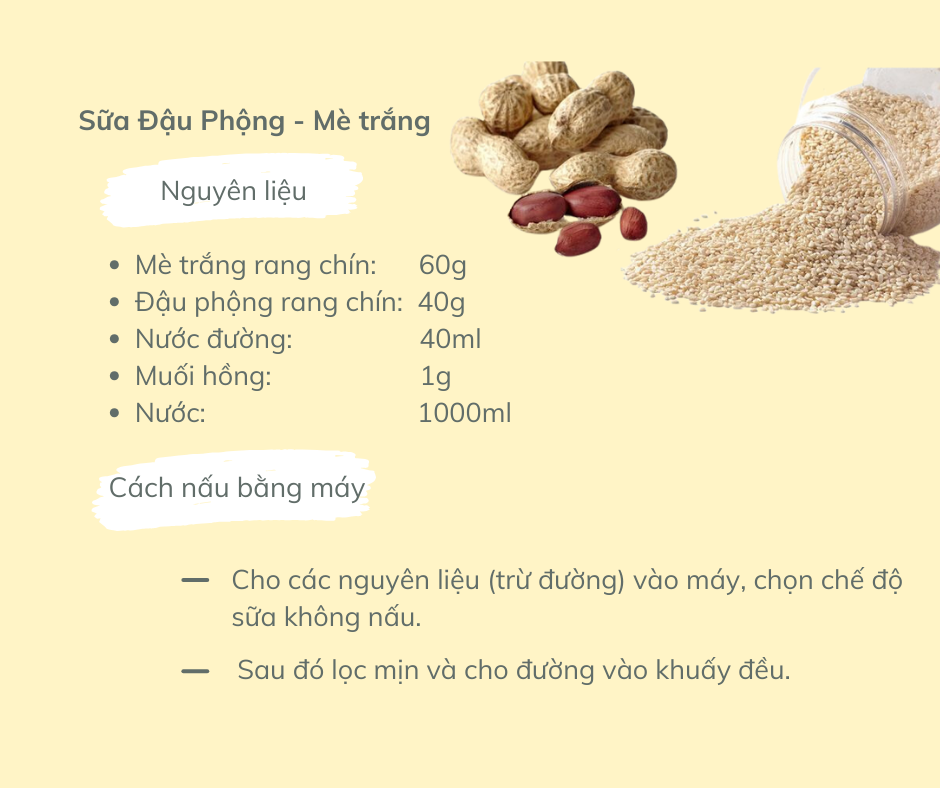 Sữa Đậu Phộng - Mè trắng
Nguyên liệu
• Mè trắng rang chín: 60g
• Đậu phộng rang chín: 40g
• Nước đường: 40ml
• Muối hồng: 1g
• Nước: 1000ml
Cách nấu bằng máy
— Cho các nguyên liệu (trừ đường) vào máy, chọn chế độ
sữa không nấu.
— Sau đó lọc mịn và cho đường vào khuấy đều.